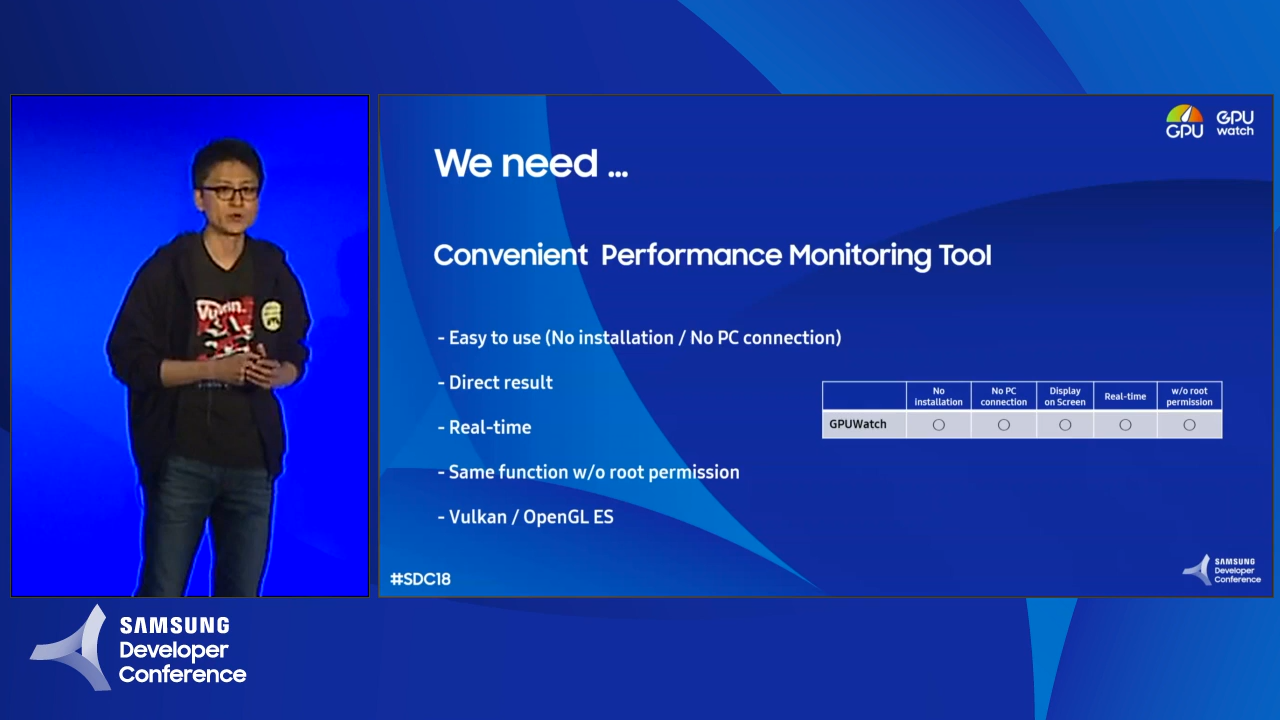 GPU
GPU
watch
We need ...
Convenient Performance Monitoring Tool
- Easy to use (No installation / No PC connection)
- Direct result
- Real-time
- Same function w/o root permission
- Vulkan / OpenGL ES
No installation
No PC connection
Display on Screen
Real-time
w/o root permission
GPUWatch ○ ○ ○ ○ ○
#SDC18
SAMSUNG
Developer
Conference
SAMSUNG
Developer
Conference